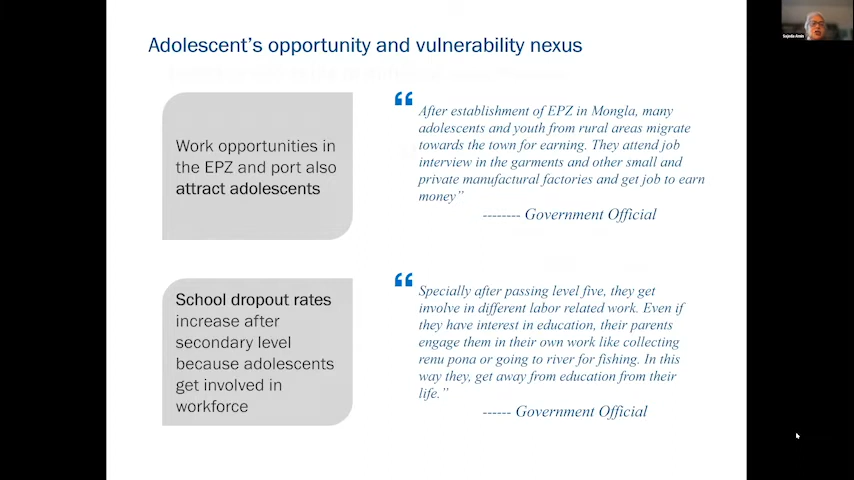 Adolescent's opportunity and vulnerability nexus
Work opportunities in
the EPZ and port also
attract adolescents
“
After establishment of EPZ in Mongla, many
adolescents and youth from rural areas migrate
towards the town for earning. They attend job
interview in the garments and other small and
private manufactural factories and get job to earn
money”
-------- Government Official
School dropout rates
increase after
secondary level
because adolescents
get involved in
workforce
“
Specially after passing level five, they get
involve in different labor related work. Even if
they have interest in education, their parents
engage them in their own work like collecting
renu pona or going to river for fishing. In this
way they, get away from education from their
life.”
------ Government Official